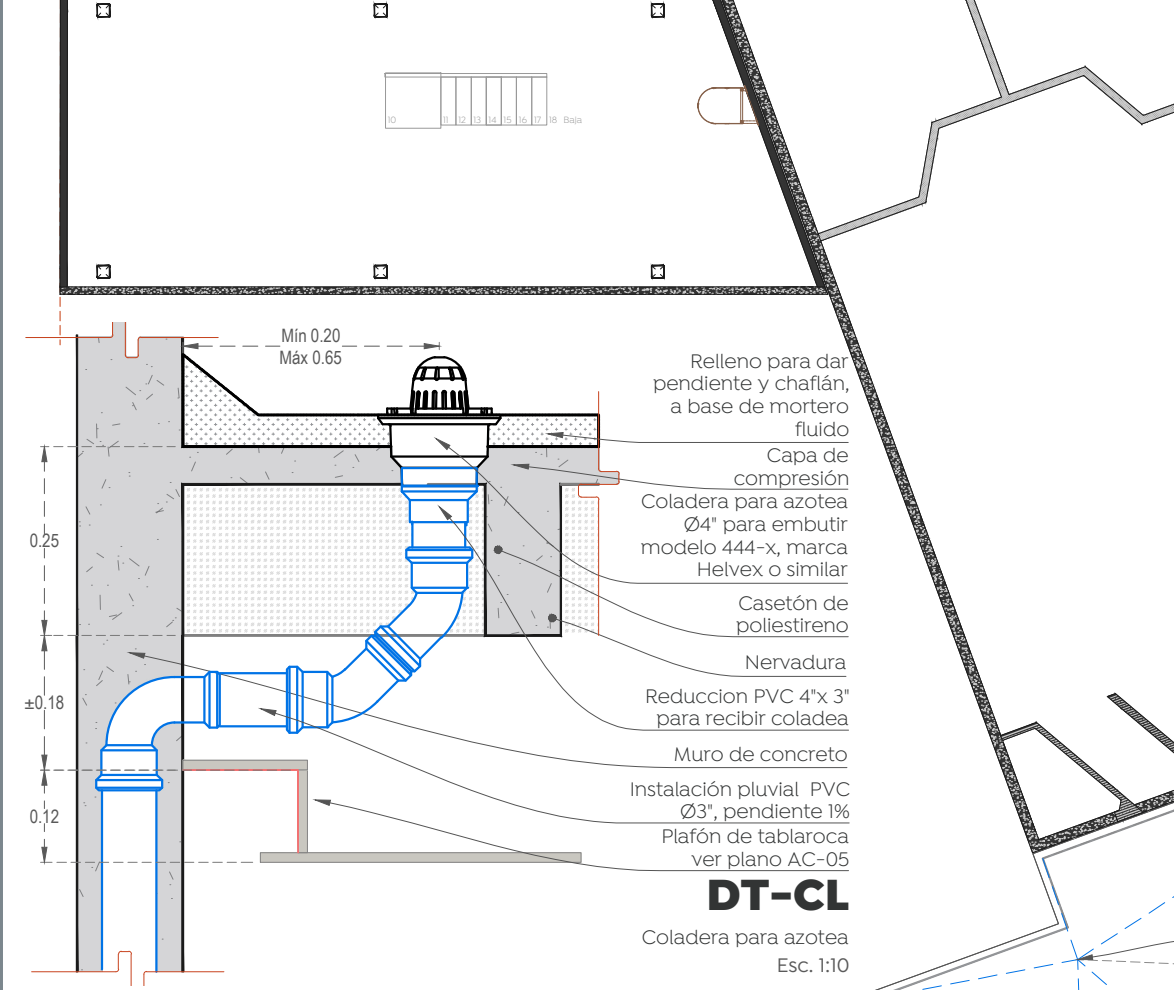 10 11 12 13 14 15 16 17 18 Baja
Mín 0.20
Máx 0.65
Relleno para dar
pendiente y chaflán,
a base de mortero
fluido
Capa de
compresión
Coladera para azotea
Ø4" para embutir
modelo 444-x, marca
Helvex o similar
Casetón de
poliestireno
Nervadura
Reduccion PVC 4"x 3"
para recibir coladea
Muro de concreto
Instalación pluvial PVC
Ø3", pendiente 1%
Plafón de tablaroca
ver plano AC-05
0.25
±0.18
0.12
DT-CL
Coladera para azotea
Esc. 1:10